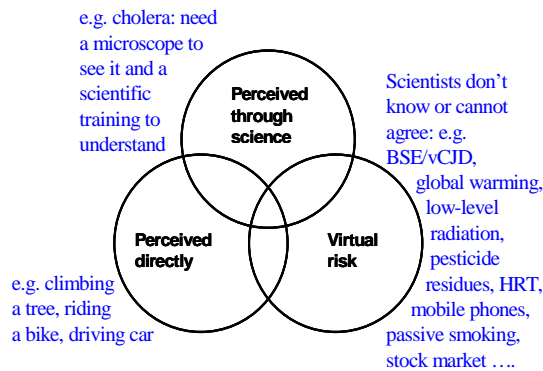 e.g. cholera: need
a microscope to
see it and a
scientific
training to
understand
Perceived
through
science
Scientists don’t
know or cannot
agree: e.g.
BSE/vCJD,
global warming,
low-level
radiation,
pesticide
residues, HRT,
mobile phones,
passive smoking,
stock market ….
Perceived
directly
Virtual
risk
e.g. climbing
a tree, riding
a bike, driving car